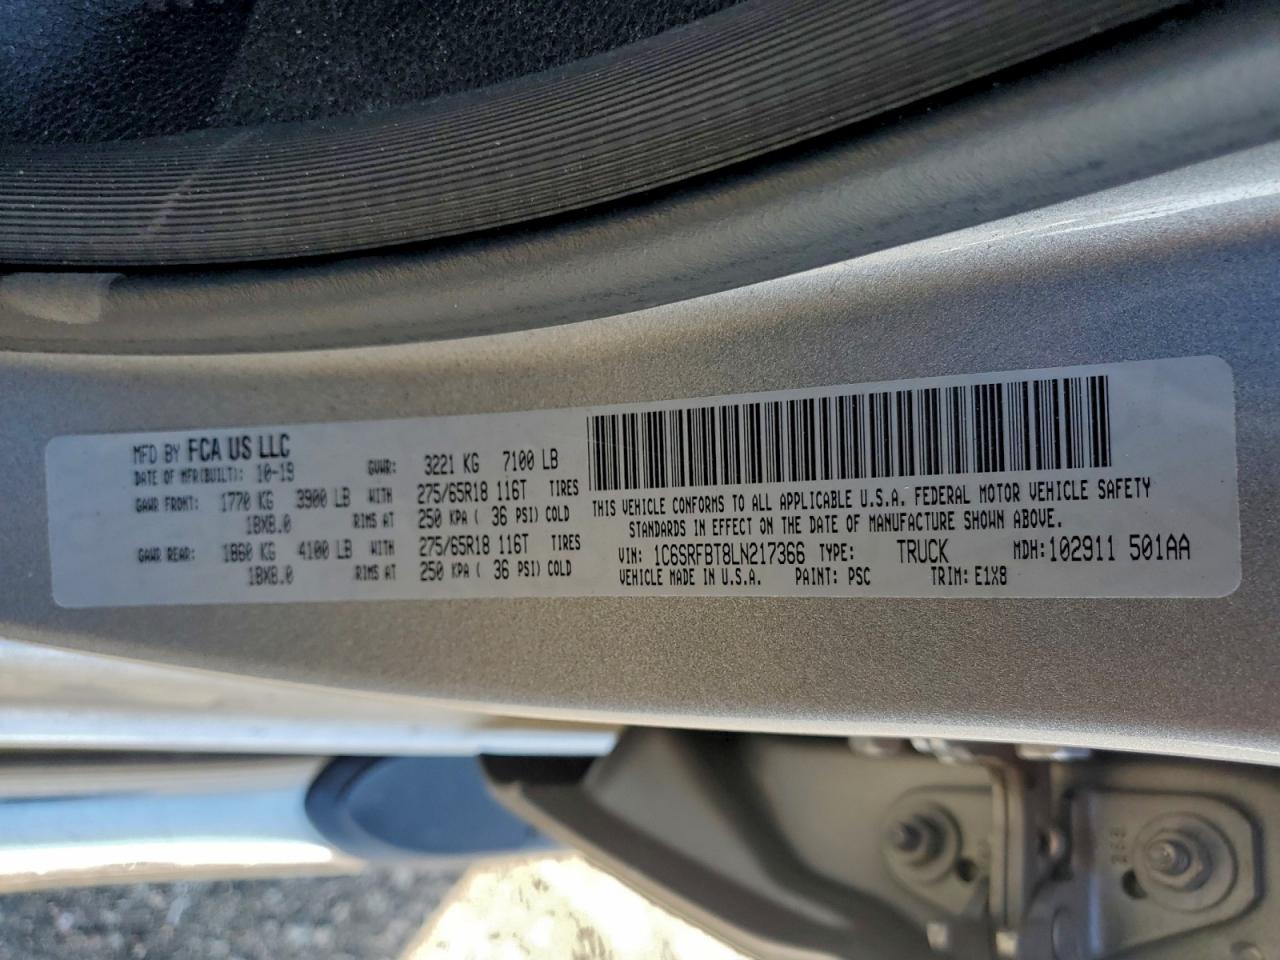 MFD BY FCA US LLC
DATE OF MFR(BUILT): 10-19 GVWR: 3221 KG 7100 LB
GAWR FRONT: 1770 KG 3900 LB WITH 275/65R18 116T TIRES
18X8.0 RIMS AT 250 KPA ( 36 PSI) COLD
GAWR REAR: 1860 KG 4100 LB WITH 275/65R18 116T TIRES
18X8.0 RIMS AT 250 KPA ( 36 PSI) COLD
THIS VEHICLE CONFORMS TO ALL APPLICABLE U.S.A. FEDERAL MOTOR VEHICLE SAFETY
STANDARDS IN EFFECT ON THE DATE OF MANUFACTURE SHOWN ABOVE.
VIN: 1C6SRFBT8LN217366 TYPE: TRUCK MDH:102911 501AA
VEHICLE MADE IN U.S.A. PAINT: PSC TRIM: E1X8